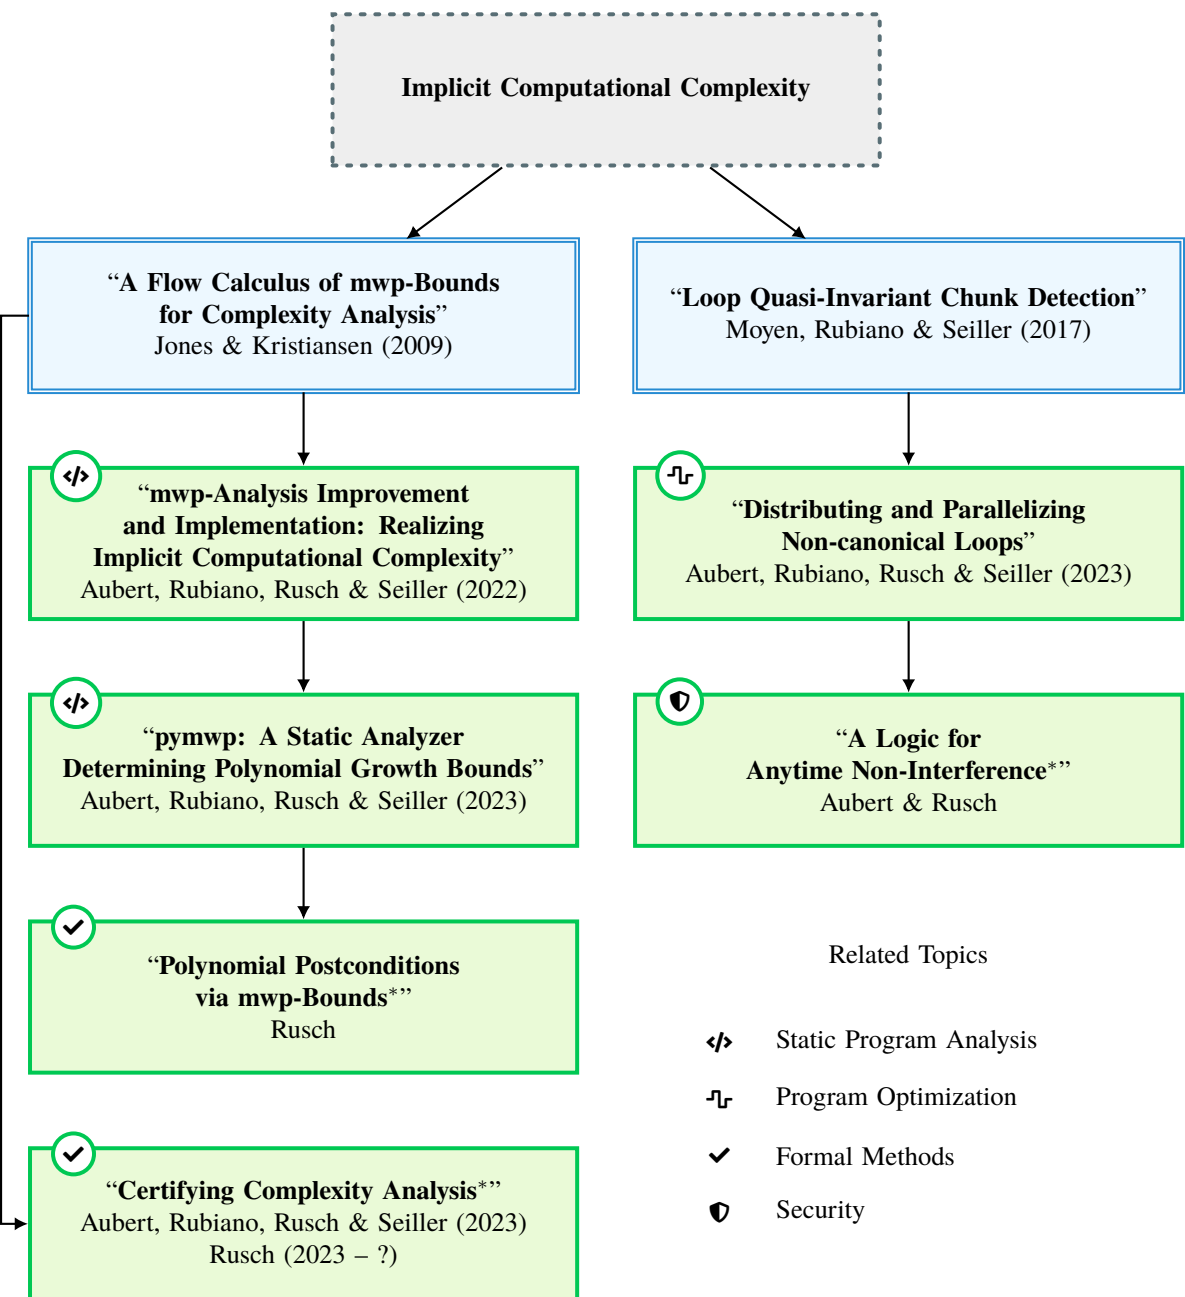 Implicit Computational Complexity
“A Flow Calculus of mwp-Bounds
for Complexity Analysis”
Jones & Kristiansen (2009)
“Loop Quasi-Invariant Chunk Detection”
Moyen, Rubiano & Seiller (2017)
“mwp-Analysis Improvement
and Implementation: Realizing
Implicit Computational Complexity”
Aubert, Rubiano, Rusch & Seiller (2022)
“Distributing and Parallelizing
Non-canonical Loops”
Aubert, Rubiano, Rusch & Seiller (2023)
“pymwp: A Static Analyzer
Determining Polynomial Growth Bounds”
Aubert, Rubiano, Rusch & Seiller (2023)
“A Logic for
Anytime Non-Interference*”
Aubert & Rusch
“Polynomial Postconditions
via mwp-Bounds*”
Rusch
“Certifying Complexity Analysis*”
Aubert, Rubiano, Rusch & Seiller (2023)
Rusch (2023 – ?)
Related Topics
Static Program Analysis
Program Optimization
Formal Methods
Security